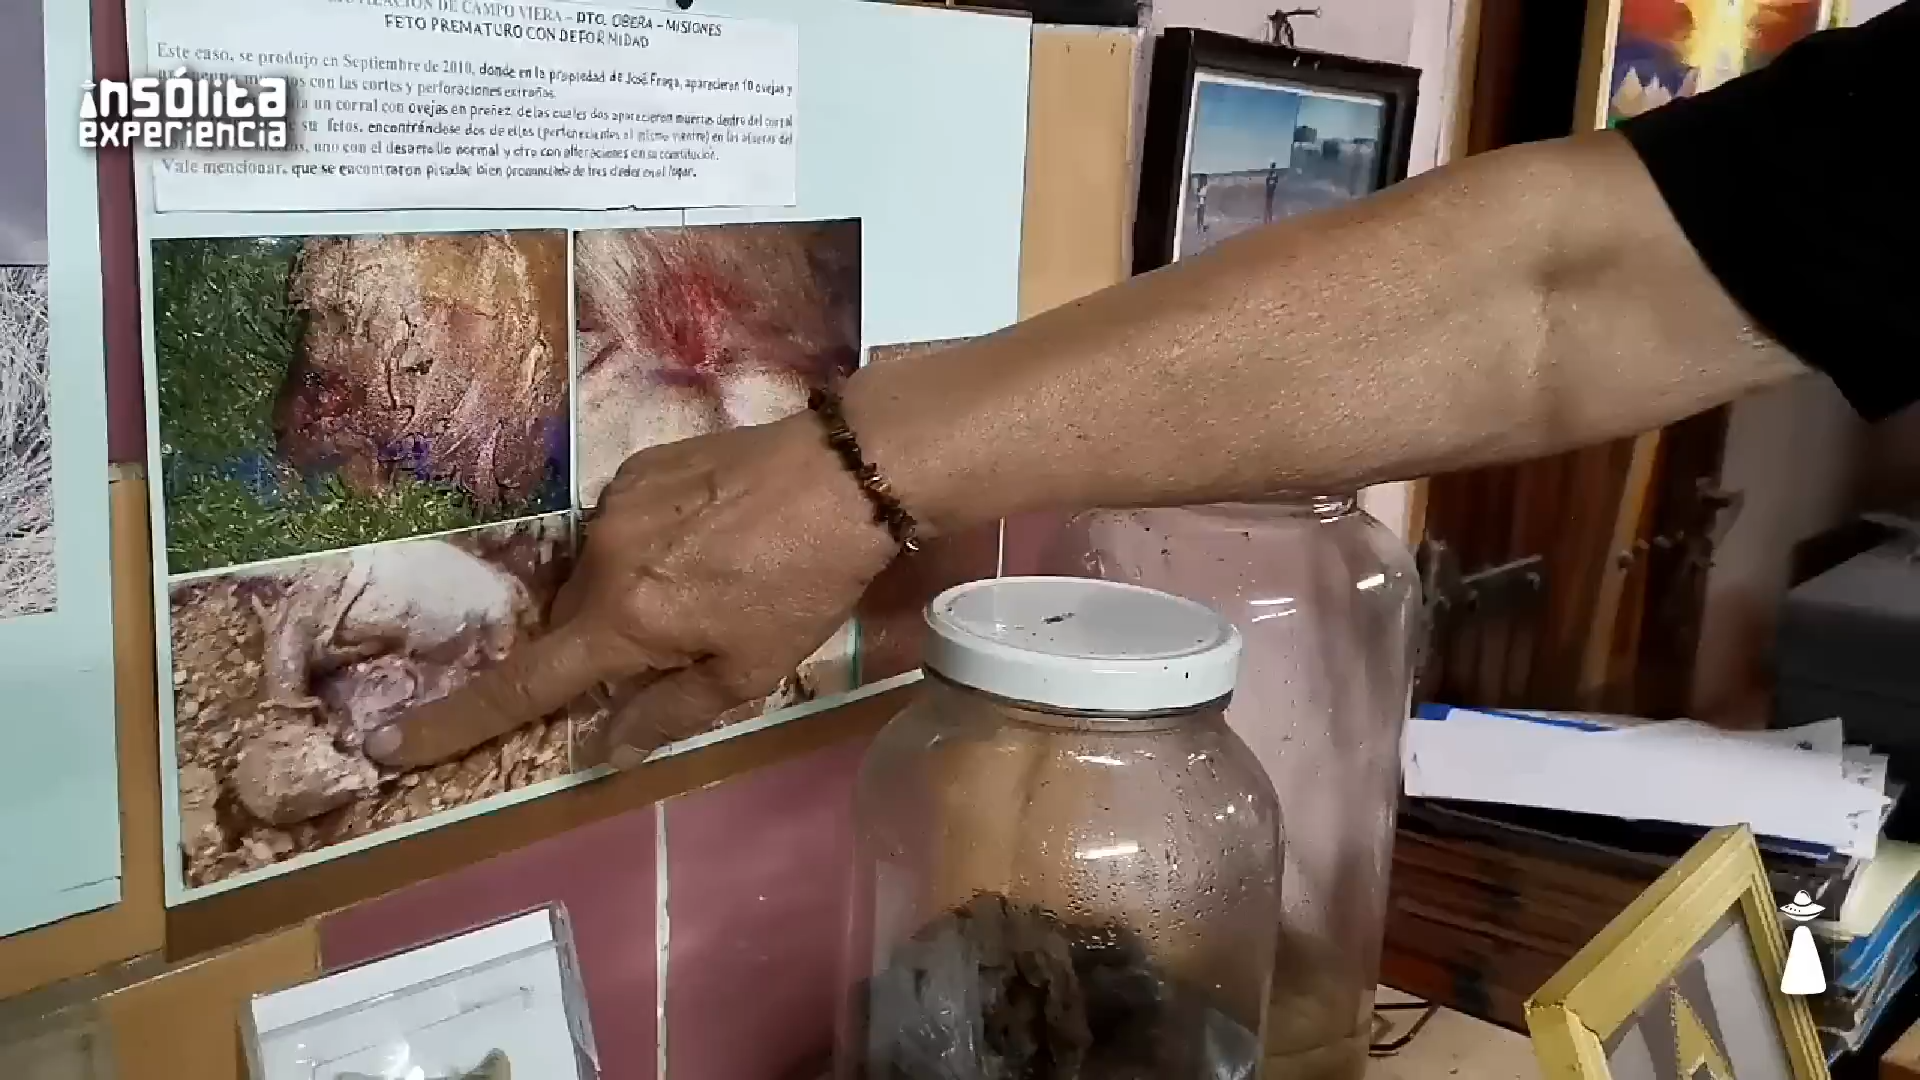 DE CAMPO VIERA – DTO. OBERA – MISIONES
FETO PREMATURO CON DEFORMIDAD
Este caso, se produjo en Septiembre de 2010, donde en la propiedad de José Fraga, aparecieron 10 ovejas y
con las cortes y perforaciones extrañas.
un corral con ovejas en preñez, de las cuales dos aparecieron muertas dentro del corral
su fetos, encontrándose dos de ellos (pertenecientes al mismo vientre) en las afueras del
uno con el desarrollo normal y otro con alteraciones en su constitución.
Vale mencionar, que se encontraron pisadas bien pronunciada de tres dedos en el lugar.
insólita
experiencia